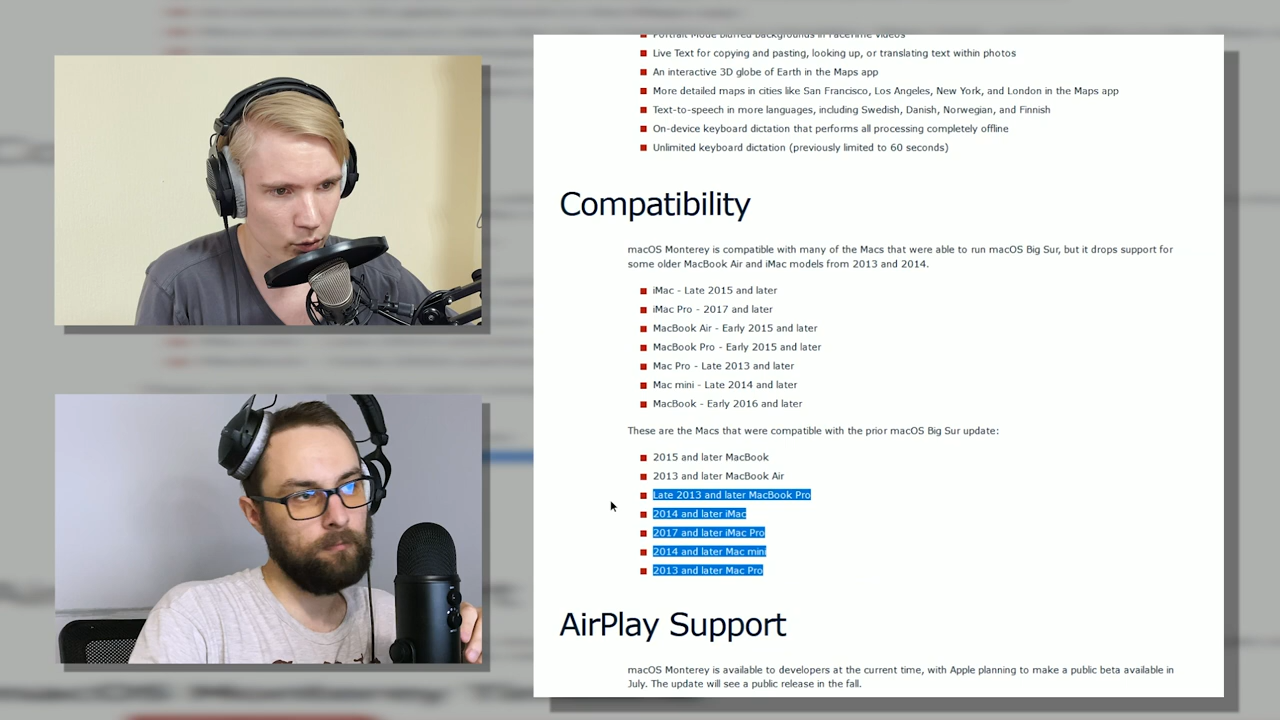 Portrait Mode blurred backgrounds in FaceTime videos
Live Text for copying and pasting, looking up, or translating text within photos
An interactive 3D globe of Earth in the Maps app
More detailed maps in cities like San Francisco, Los Angeles, New York, and London in the Maps app
Text-to-speech in more languages, including Swedish, Danish, Norwegian, and Finnish
On-device keyboard dictation that performs all processing completely offline
Unlimited keyboard dictation (previously limited to 60 seconds)
Compatibility
macOS Monterey is compatible with many of the Macs that were able to run macOS Big Sur, but it drops support for
some older MacBook Air and iMac models from 2013 and 2014.
iMac - Late 2015 and later
iMac Pro - 2017 and later
MacBook Air - Early 2015 and later
MacBook Pro - Early 2015 and later
Mac Pro - Late 2013 and later
Mac mini - Late 2014 and later
MacBook - Early 2016 and later
These are the Macs that were compatible with the prior macOS Big Sur update:
2015 and later MacBook
2013 and later MacBook Air
Late 2013 and later MacBook Pro
2014 and later iMac
2017 and later iMac Pro
2014 and later Mac mini
2013 and later Mac Pro
AirPlay Support
macOS Monterey is available to developers at the current time, with Apple planning to make a public beta available in
July. The update will see a public release in the fall.